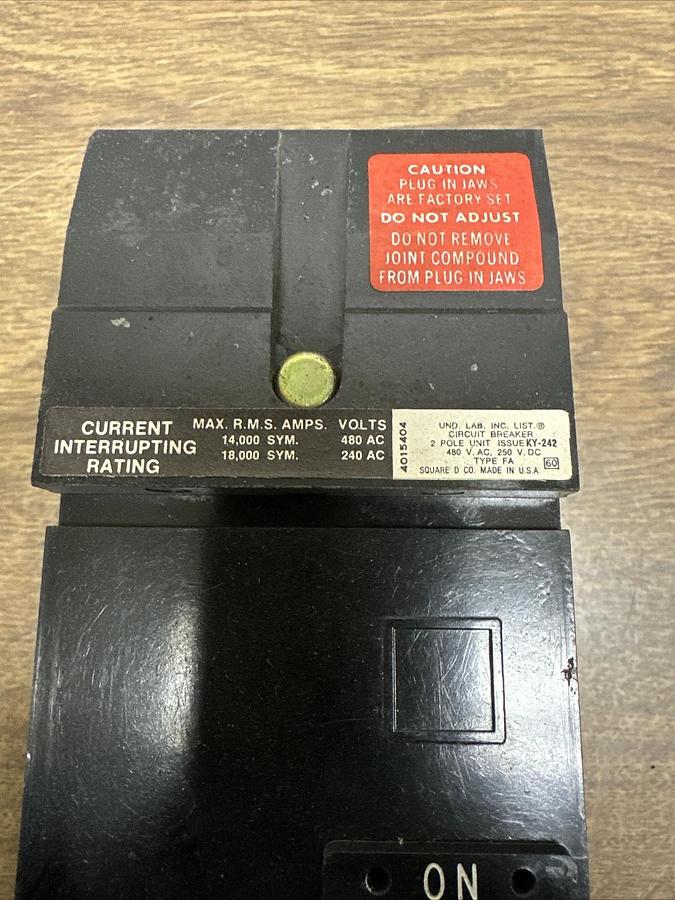 CAUTION
PLUG IN JAWS
ARE FACTORY SET
DO NOT ADJUST
DO NOT REMOVE
JOINT COMPOUND
FROM PLUG IN JAWS
CURRENT
INTERRUPTING
RATING
MAX. R.M.S. AMPS. VOLTS
14,000 SYM. 480 AC
18,000 SYM. 240 AC
4015404
UND. LAB. INC. LIST.®
CIRCUIT BREAKER
2 POLE UNIT ISSUE KY-242
480 V. AC, 250 V. DC
TYPE FA
60
SQUARE D CO. MADE IN U.S.A
ON